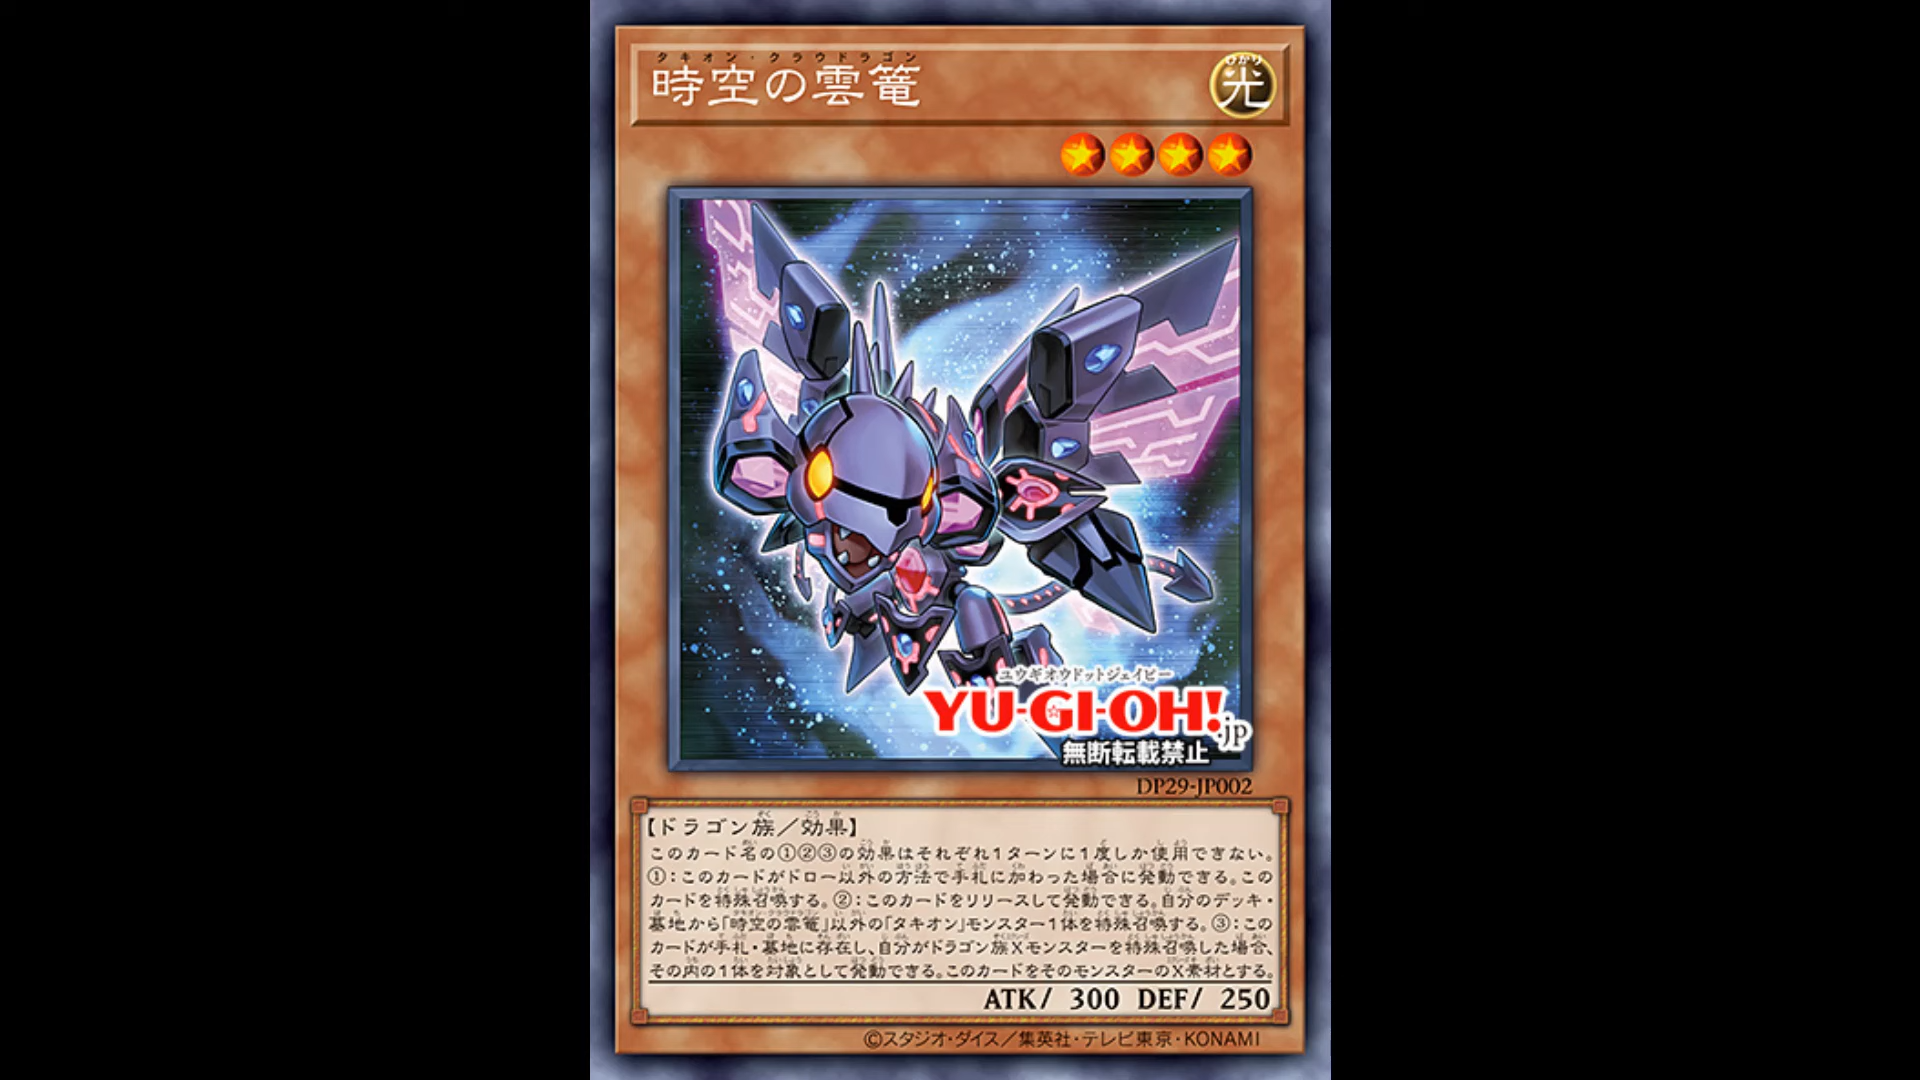 タキオン・クラウドラゴン
時空の雲篭
ひかり
光
ユウギオウドットジェイピー
YU-GI-OH!.jp
無断転載禁止
DP29-JP002
【ドラゴン族／効果】
このカード名の①②③の効果はそれぞれ1ターンに1度しか使用できない。
①：このカードがドロー以外の方法で手札に加わった場合に発動できる。この
カードを特殊召喚する。②：このカードをリリースして発動できる。自分のデッキ・
墓地から「時空の雲篭」以外の「タキオン」モンスター1体を特殊召喚する。③：この
カードが手札・墓地に存在し、自分がドラゴン族Xモンスターを特殊召喚した場合、
その内の1体を対象として発動できる。このカードをそのモンスターのX素材とする。
ATK/ 300 DEF/ 250
©スタジオ・ダイス／集英社・テレビ東京・KONAMI